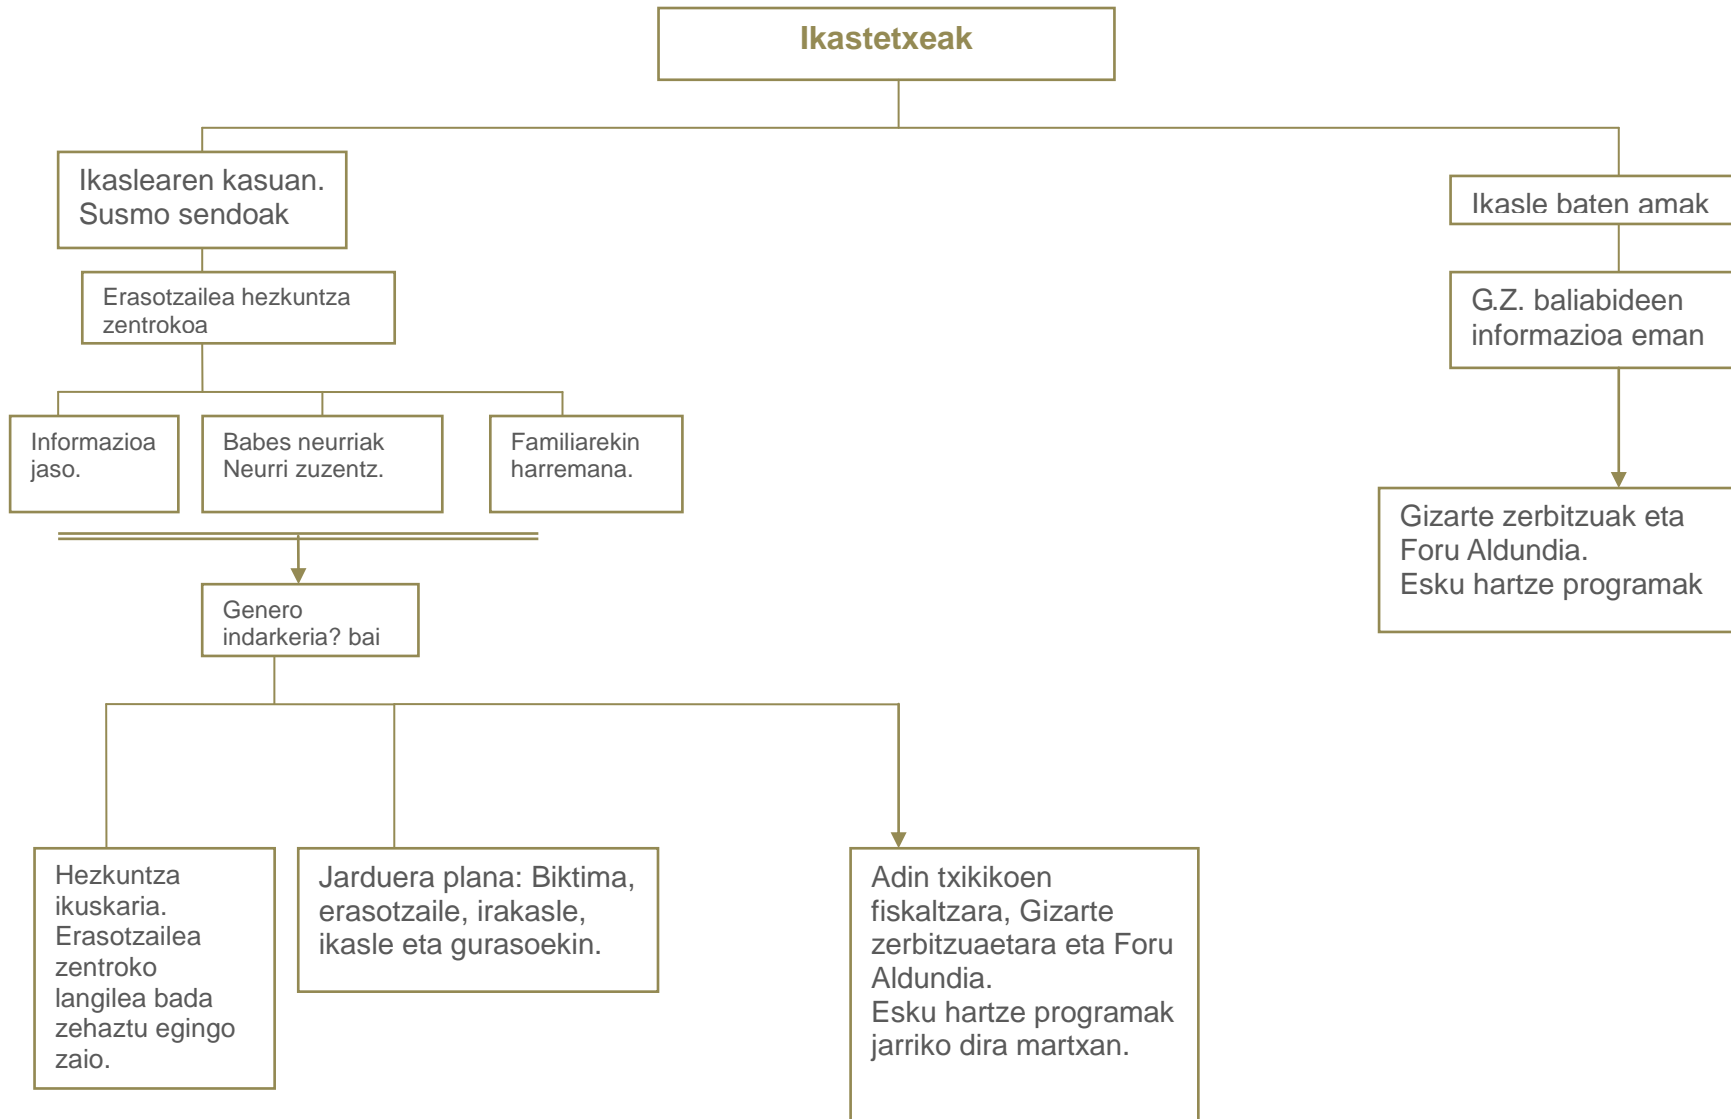 Ikastetxeak
Ikaslearen kasuan.
Susmo sendoak
Ikasle baten amak
Erasotzailea hezkuntza
zentrokoa
G.Z. baliabideen
informazioa eman
Informazioa
jaso.
Babes neurriak
Neurri zuzentz.
Familiarekin
harremana.
Gizarte zerbitzuak eta
Foru Aldundia.
Esku hartze programak
Genero
indarkeria? bai
Hezkuntza
ikuskaria.
Erasotzailea
zentroko
langilea bada
zehaztu egingo
zaio.
Jarduera plana: Biktima,
erasotzaile, irakasle,
ikasle eta gurasoekin.
Adin txikikoen
fiskaltzara, Gizarte
zerbitzuaetara eta Foru
Aldundia.
Esku hartze programak
jarriko dira martxan.